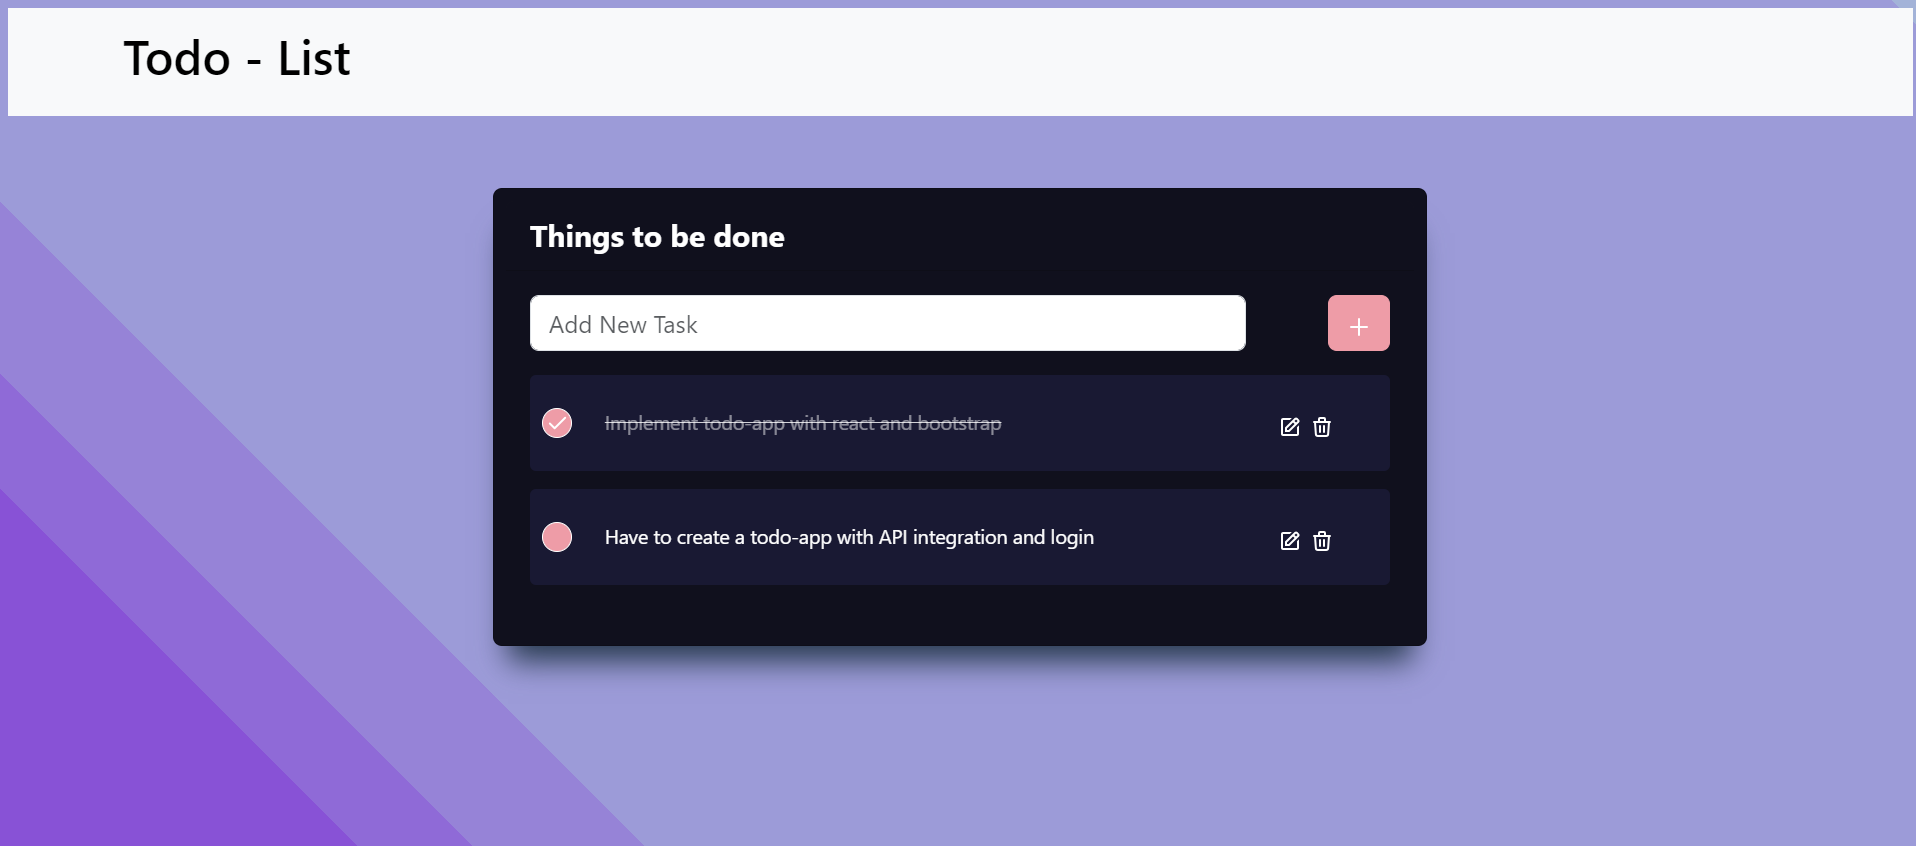 Todo - List
Things to be done
Add New Task
Implement todo-app with react and bootstrap
Have to create a todo-app with API integration and login